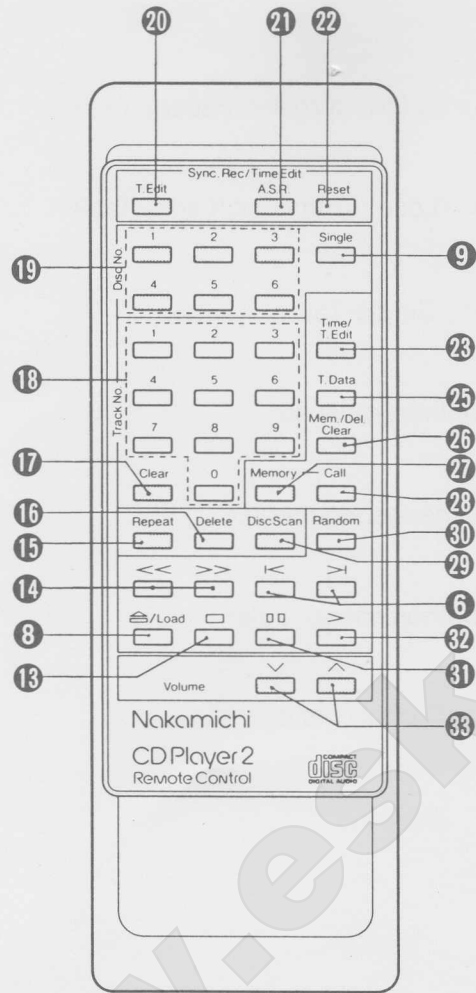 20 21 22
Sync. Rec/Time Edit
T. Edit A.S.R. Reset
Disc No.
1 2 3 Single
19 9
4 5 6
Track No.
1 2 3 Time/
T. Edit
18 23
4 5 6 T. Data
25
7 8 9 Mem./Del.
Clear
26
17 27
Clear 0 Memory Call
16 28
Repeat Delete Disc Scan Random
15 30
29
<< >> |< >|
14 6
/Load >
8 32
13 31
Volume
33
Nakamichi
CD Player 2
Remote Control
COMPACT
disc
DIGITAL AUDIO